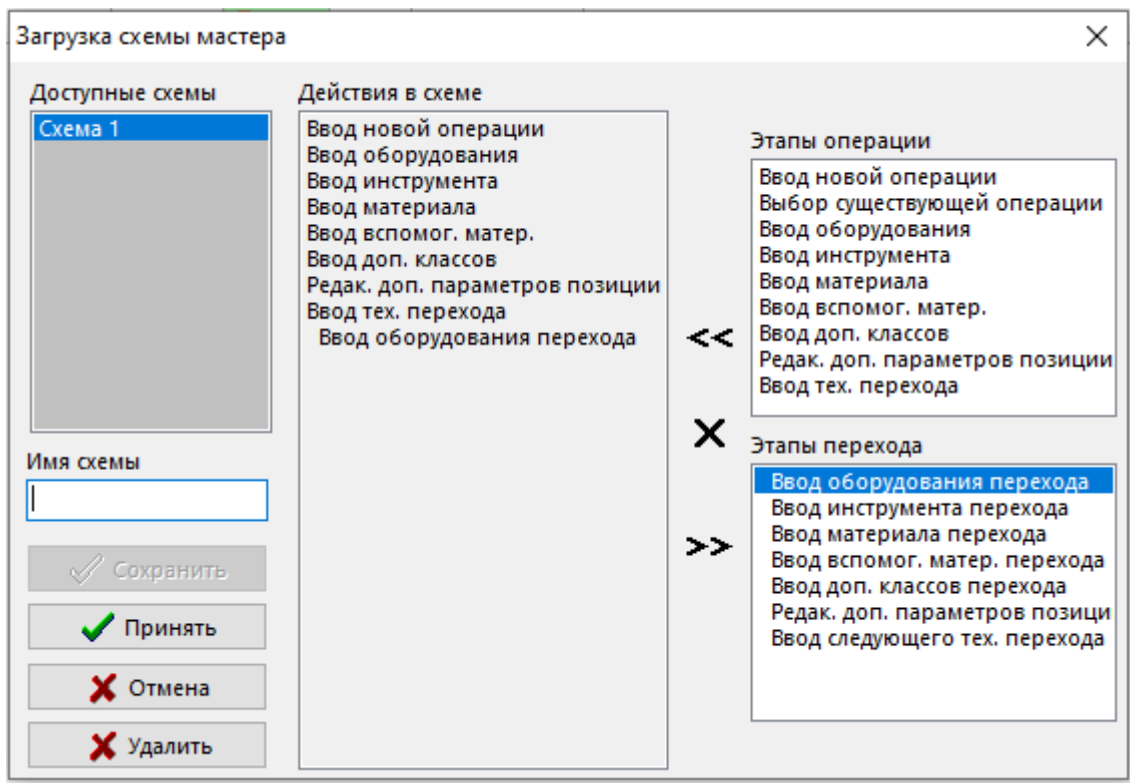 Загрузка схемы мастера
Доступные схемы
Схема 1
Имя схемы
Сохранить
Принять
Отмена
Удалить
Действия в схеме
Ввод новой операции
Ввод оборудования
Ввод инструмента
Ввод материала
Ввод вспомог. матер.
Ввод доп. классов
Редак. доп. параметров позиции
Ввод тех. перехода
Ввод оборудования перехода
<<
>>
Этапы операции
Ввод новой операции
Выбор существующей операции
Ввод оборудования
Ввод инструмента
Ввод материала
Ввод вспомог. матер.
Ввод доп. классов
Редак. доп. параметров позиции
Ввод тех. перехода
Этапы перехода
Ввод оборудования перехода
Ввод инструмента перехода
Ввод материала перехода
Ввод вспомог. матер. перехода
Ввод доп. классов перехода
Редак. доп. параметров позици
Ввод следующего тех. перехода